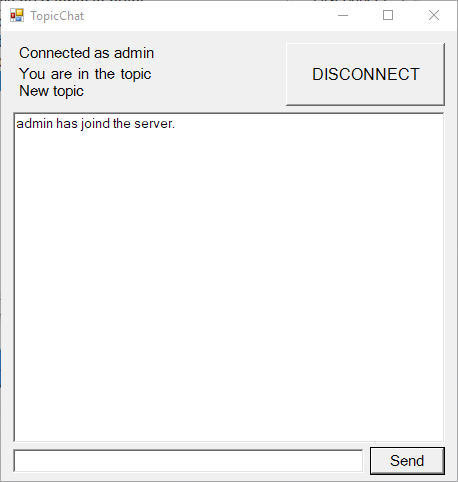 TopicChat
Connected as admin
You are in the topic
New topic
DISCONNECT
admin has joind the server.
Send